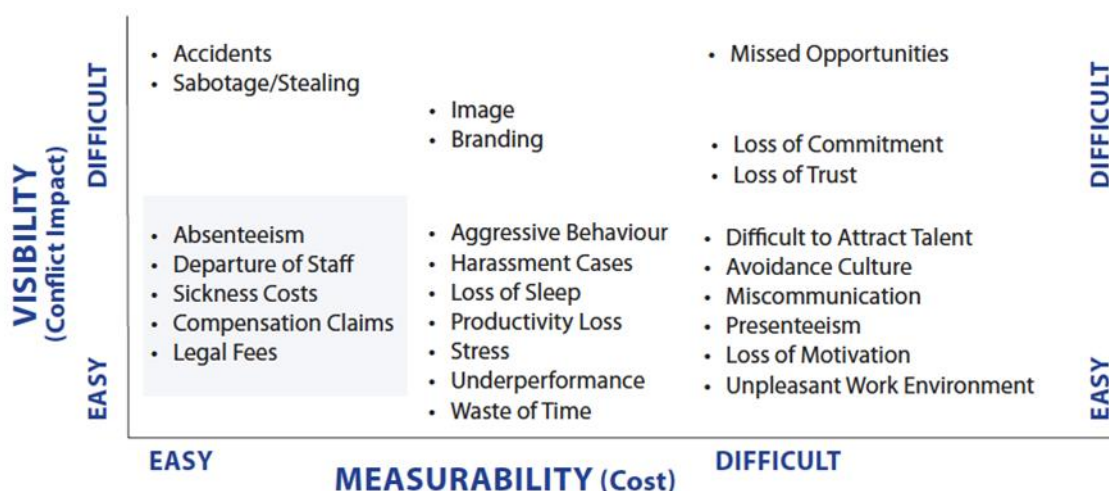 VISIBILITY
(Conflict Impact)
DIFFICULT
EASY
• Accidents
• Sabotage/Stealing
• Image
• Branding
• Missed Opportunities
• Loss of Commitment
• Loss of Trust
• Absenteeism
• Departure of Staff
• Sickness Costs
• Compensation Claims
• Legal Fees
• Aggressive Behaviour
• Harassment Cases
• Loss of Sleep
• Productivity Loss
• Stress
• Underperformance
• Waste of Time
• Difficult to Attract Talent
• Avoidance Culture
• Miscommunication
• Presenteeism
• Loss of Motivation
• Unpleasant Work Environment
DIFFICULT
EASY
EASY
MEASURABILITY (Cost)
DIFFICULT